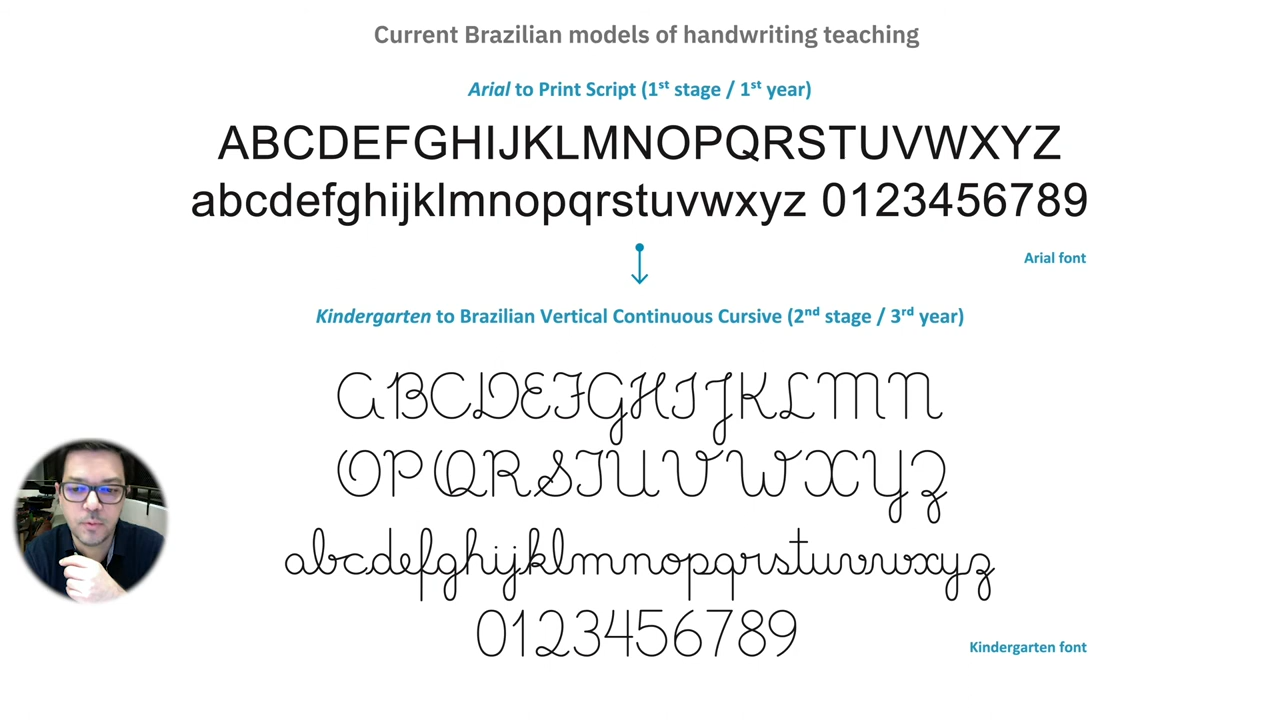 Current Brazilian models of handwriting teaching
Arial to Print Script (1st stage / 1st year)
ABCDEFGHIJKLMNOPQRSTUVWXYZ
abcdefghijklmnopqrstuvwxyz 0123456789
Arial font
Kindergarten to Brazilian Vertical Continuous Cursive (2nd stage / 3rd year)
ABCDEFGHIJKLMN
OPQRSTUVWXYZ
abcdefghijklmnopqrstuvwxyz
0123456789
Kindergarten font